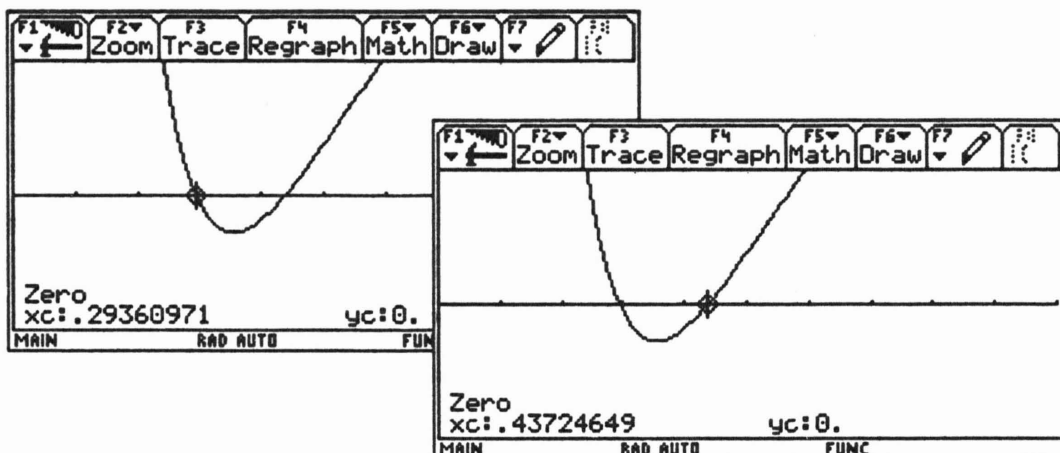 F1 F2 F3 F4 F5 F6 F7
Zoom Trace Regraph Math Draw
Zero
xc:.29360971 yc:0.
MAIN RAD AUTO FUN
F1 F2 F3 F4 F5 F6 F7
Zoom Trace Regraph Math Draw
Zero
xc:.43724649 yc:0.
MAIN RAD AUTO FUNC